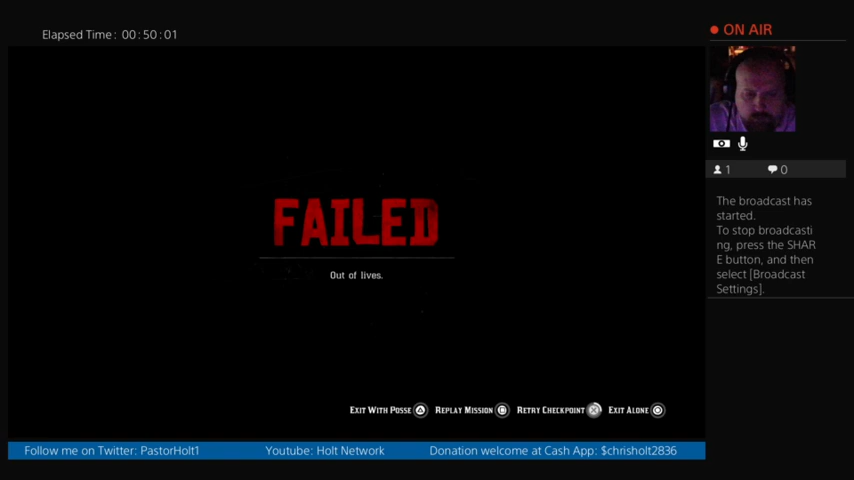 Elapsed Time: 00:50:01
ON AIR
1
0
The broadcast has
started.
To stop broadcasti
ng, press the SHAR
E button, and then
select [Broadcast
Settings].
FAILED
Out of lives.
Exit With Posse Replay Mission Retry Checkpoint Exit Alone
Follow me on Twitter: PastorHolt1 Youtube: Holt Network Donation welcome at Cash App: $chrisholt2836